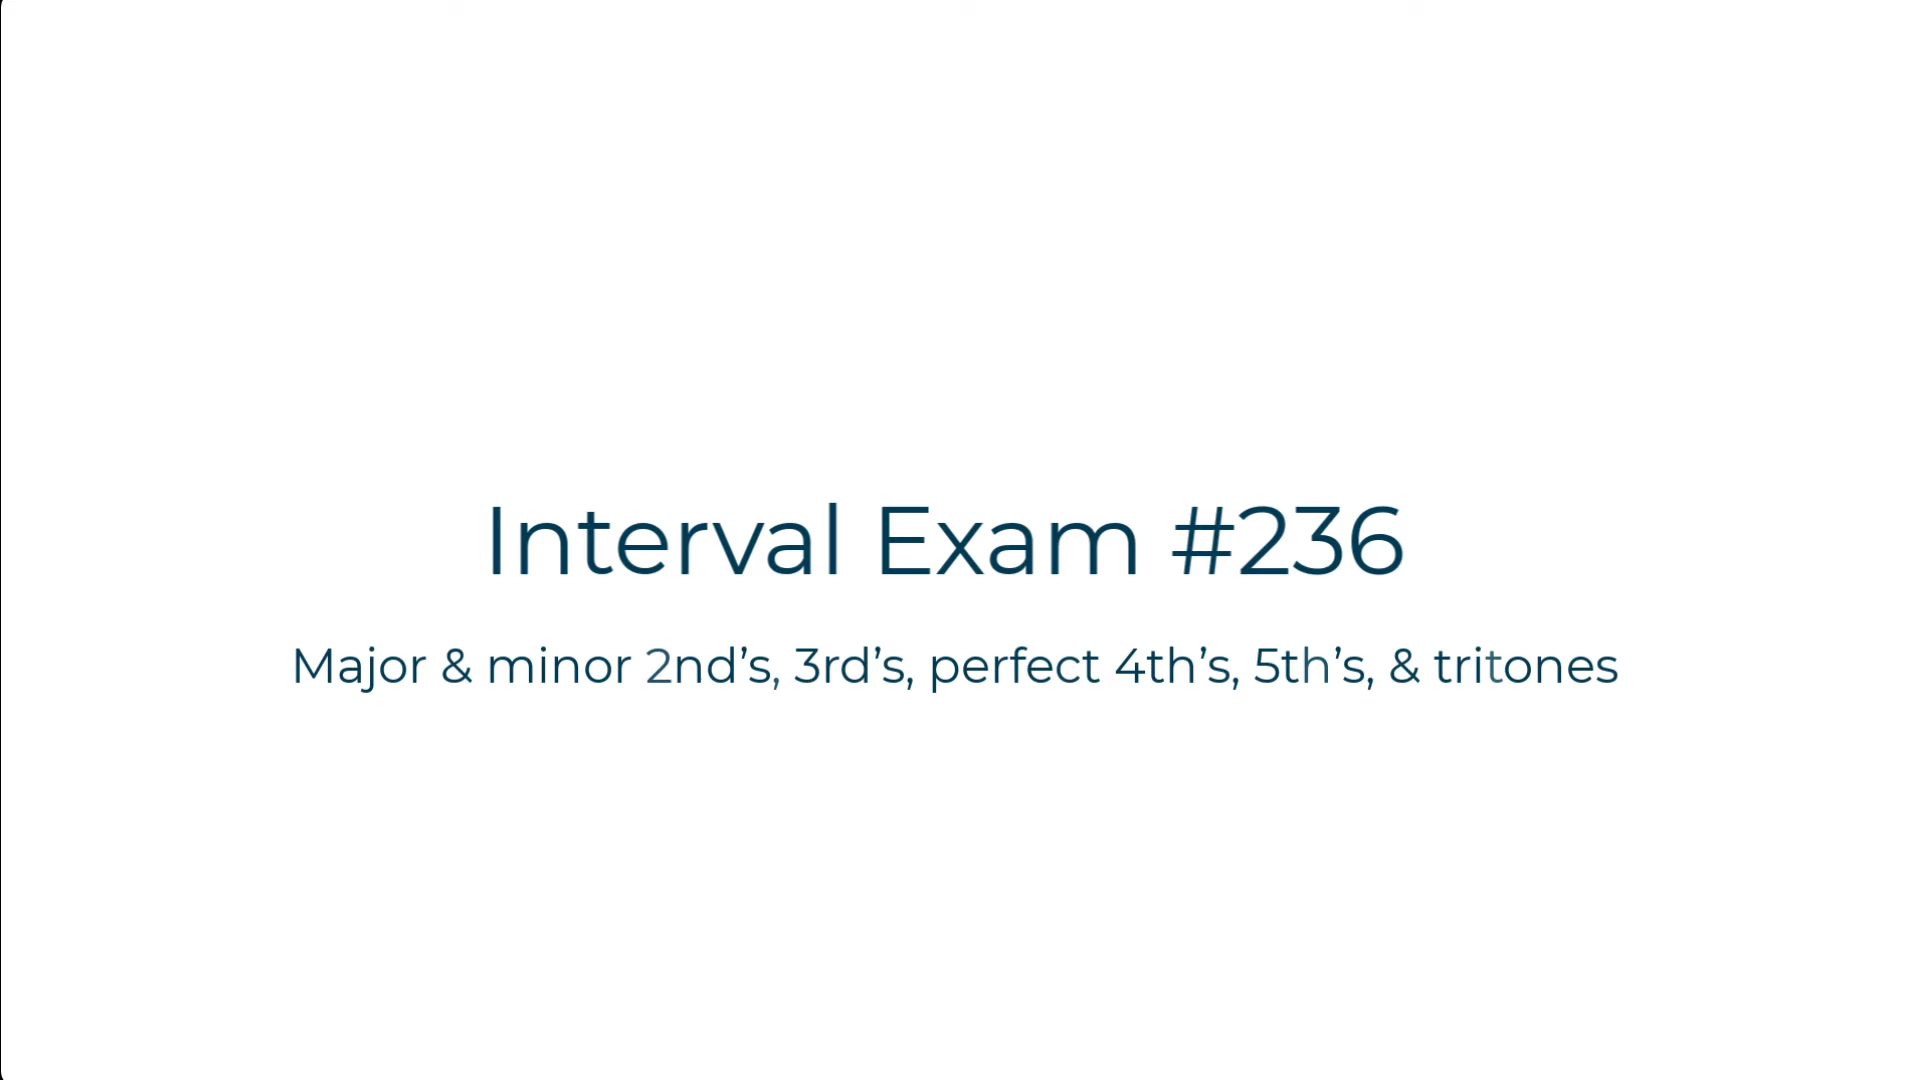 Interval Exam #236
Major & minor 2nd’s, 3rd’s, perfect 4th’s, 5th’s, & tritones